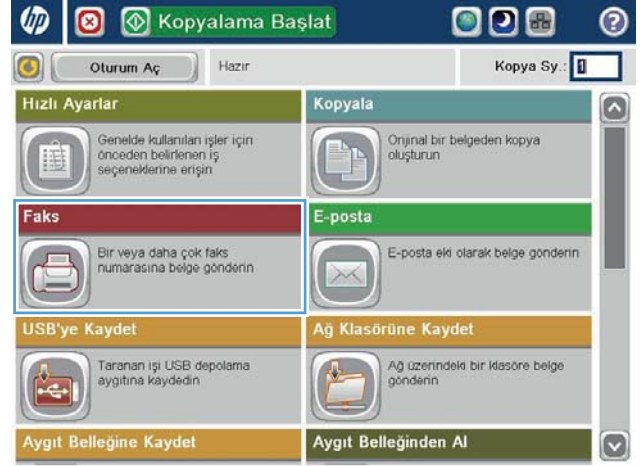 hp Kopyalama Başlat ?
Oturum Aç Hazır Kopya Sy.: 1
Hızlı Ayarlar
Genelde kullanılan işler için
önceden belirlenen iş
seçeneklerine erişin
Kopyala
Orijinal bir belgeden kopya
oluşturun
Faks
Bir veya daha çok faks
numarasına belge gönderin
E-posta
E-posta eki olarak belge gönderin
USB'ye Kaydet
Taranan işi USB depolama
aygıtına kaydedin
Ağ Klasörüne Kaydet
Ağ üzerindeki bir klasöre belge
gönderin
Aygıt Belleğine Kaydet
Aygıt Belleğinden Al